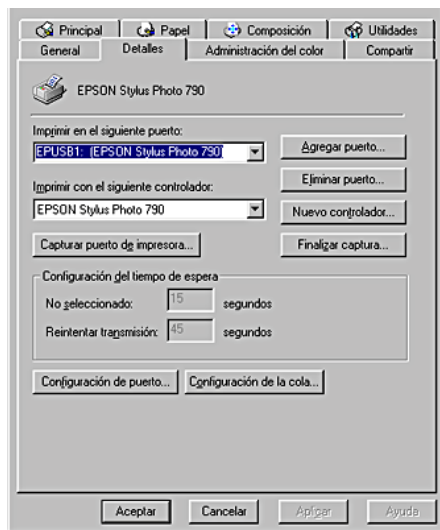 Principal Papel Composición Utilidades
General Detalles Administración del color Compartir
EPSON Stylus Photo 790
Imprimir en el siguiente puerto:
EPUSB1: (EPSON Stylus Photo 790)
Agregar puerto...
Eliminar puerto...
Imprimir con el siguiente controlador:
EPSON Stylus Photo 790
Nuevo controlador...
Capturar puerto de impresora...
Finalizar captura...
Configuración del tiempo de espera
No seleccionado: 15 segundos
Reintentar transmisión: 45 segundos
Configuración de puerto... Configuración de la cola...
Aceptar Cancelar Aplicar Ayuda